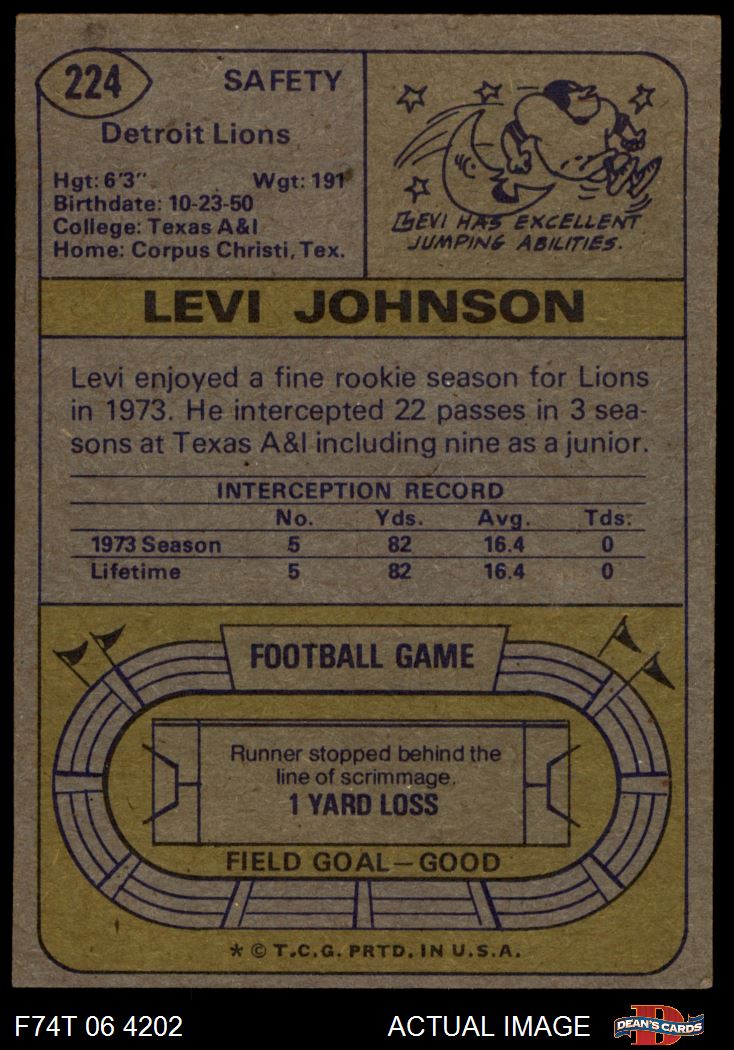 224
SAFETY
Detroit Lions
Hgt: 6'3" Wgt: 191
Birthdate: 10-23-50
College: Texas A&I
Home: Corpus Christi, Tex.
LEVI HAS EXCELLENT
JUMPING ABILITIES.
LEVI JOHNSON
Levi enjoyed a fine rookie season for Lions
in 1973. He intercepted 22 passes in 3 sea-
sons at Texas A&I including nine as a junior.
INTERCEPTION RECORD
No. Yds. Avg. Tds.
1973 Season 5 82 16.4 0
Lifetime 5 82 16.4 0
FOOTBALL GAME
Runner stopped behind the
line of scrimmage.
1 YARD LOSS
FIELD GOAL—GOOD
* © T.C.G. PRTD. IN U.S.A.
F74T 06 4202 ACTUAL IMAGE
D
DEAN'S CARDS